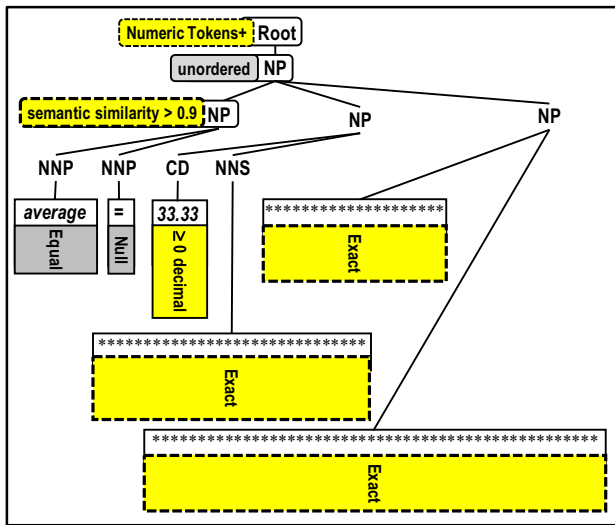 Numeric Tokens+ Root
unordered NP
semantic similarity > 0.9 NP NP NP
NNP NNP CD NNS
average = 33.33 *******************
Equal Null ≥ 0 decimal Exact
****************************
Exact
***********************************************
Exact